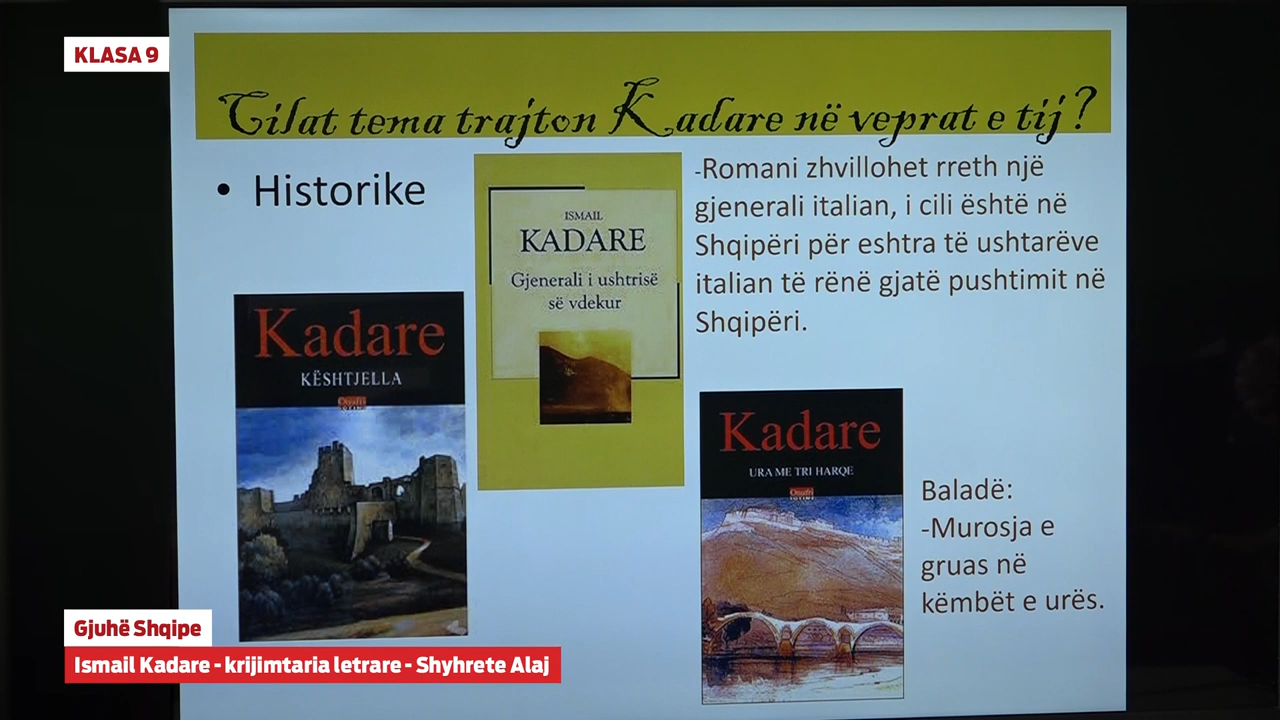 KLASA 9
Cilat tema trajton Kadare në veprat e tij?
• Historike
ISMAIL
KADARE
Gjenerali i ushtrisë
së vdekur
-Romani zhvillohet rreth një
gjenerali italian, i cili është në
Shqipëri për eshtra të ushtarëve
italian të rënë gjatë pushtimit në
Shqipëri.
Kadare
KËSHTJELLA
Onufri
Kadare
URA ME TRI HARQE
Onufri
Baladë:
-Murosja e
gruas në
këmbët e urës.
Gjuhë Shqipe
Ismail Kadare - krijimtaria letrare - Shyhrete Alaj